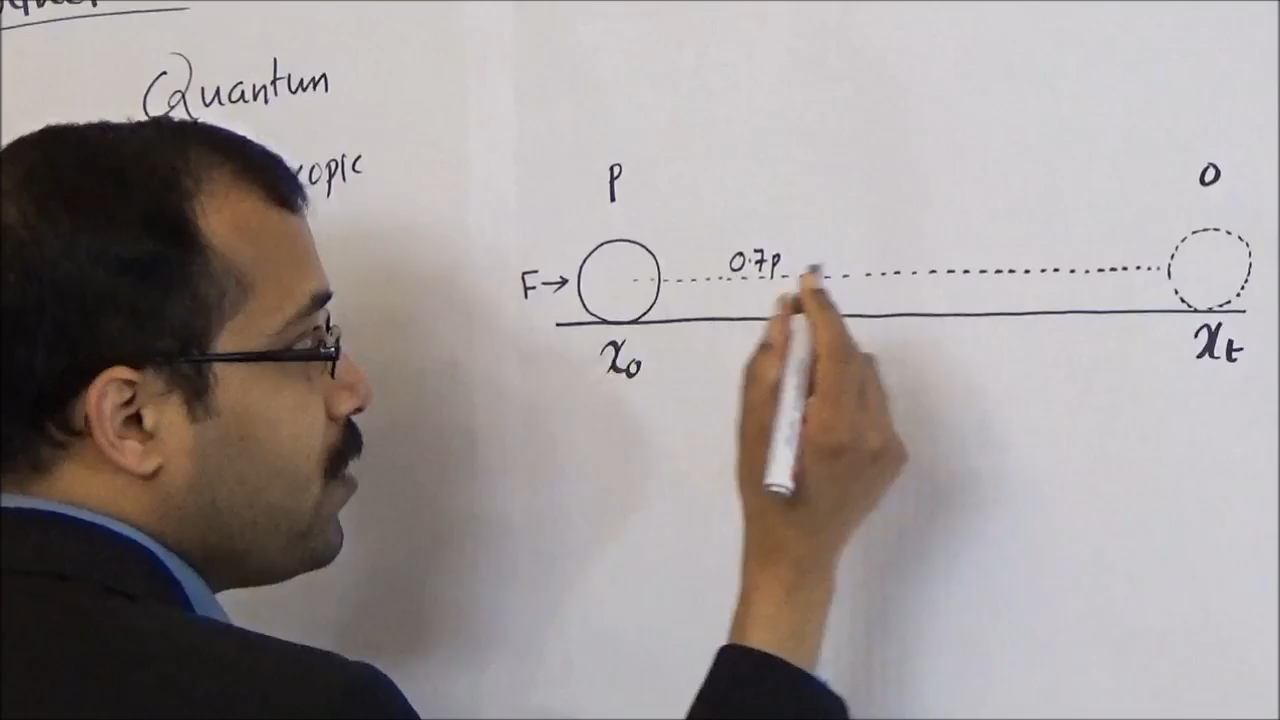 Quantum
P
O
F→
0.7p
x₀
xₜ